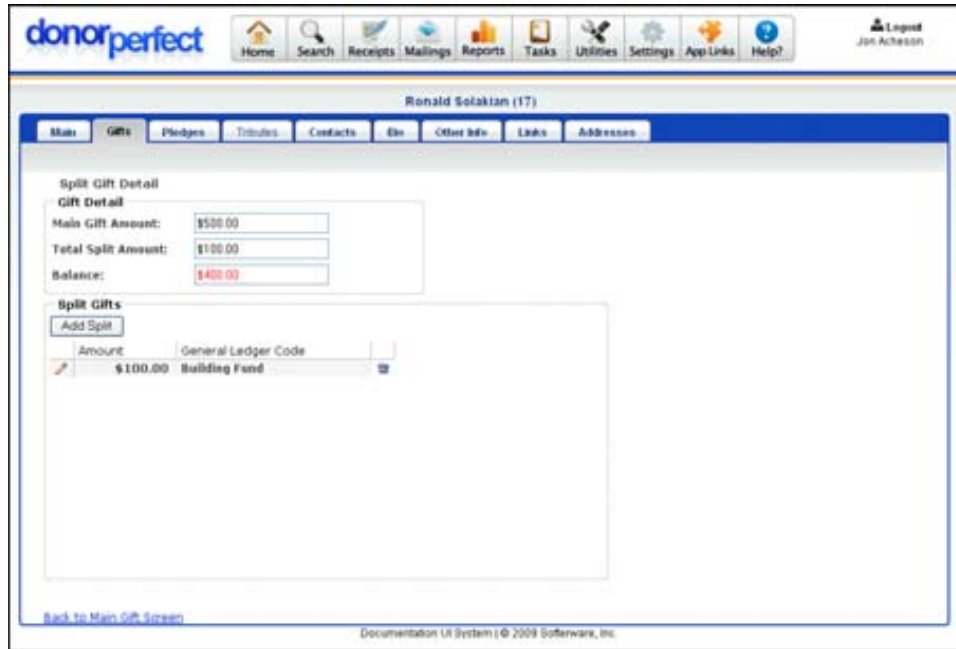 donorperfect
Home Search Receipts Mailings Reports Tasks Utilities Settings App Links Help?
Logout
Jon Acheson
Ronald Solakian (17)
Main Gifts Pledges Tributes Contacts Bio Other Info Links Addresses
Split Gift Detail
Gift Detail
Main Gift Amount: $500.00
Total Split Amount: $100.00
Balance: $400.00
Split Gifts
Add Split
Amount General Ledger Code
$100.00 Building Fund
Back to Main Gift Screen
Documentation UI System | © 2009 Softerware, Inc.